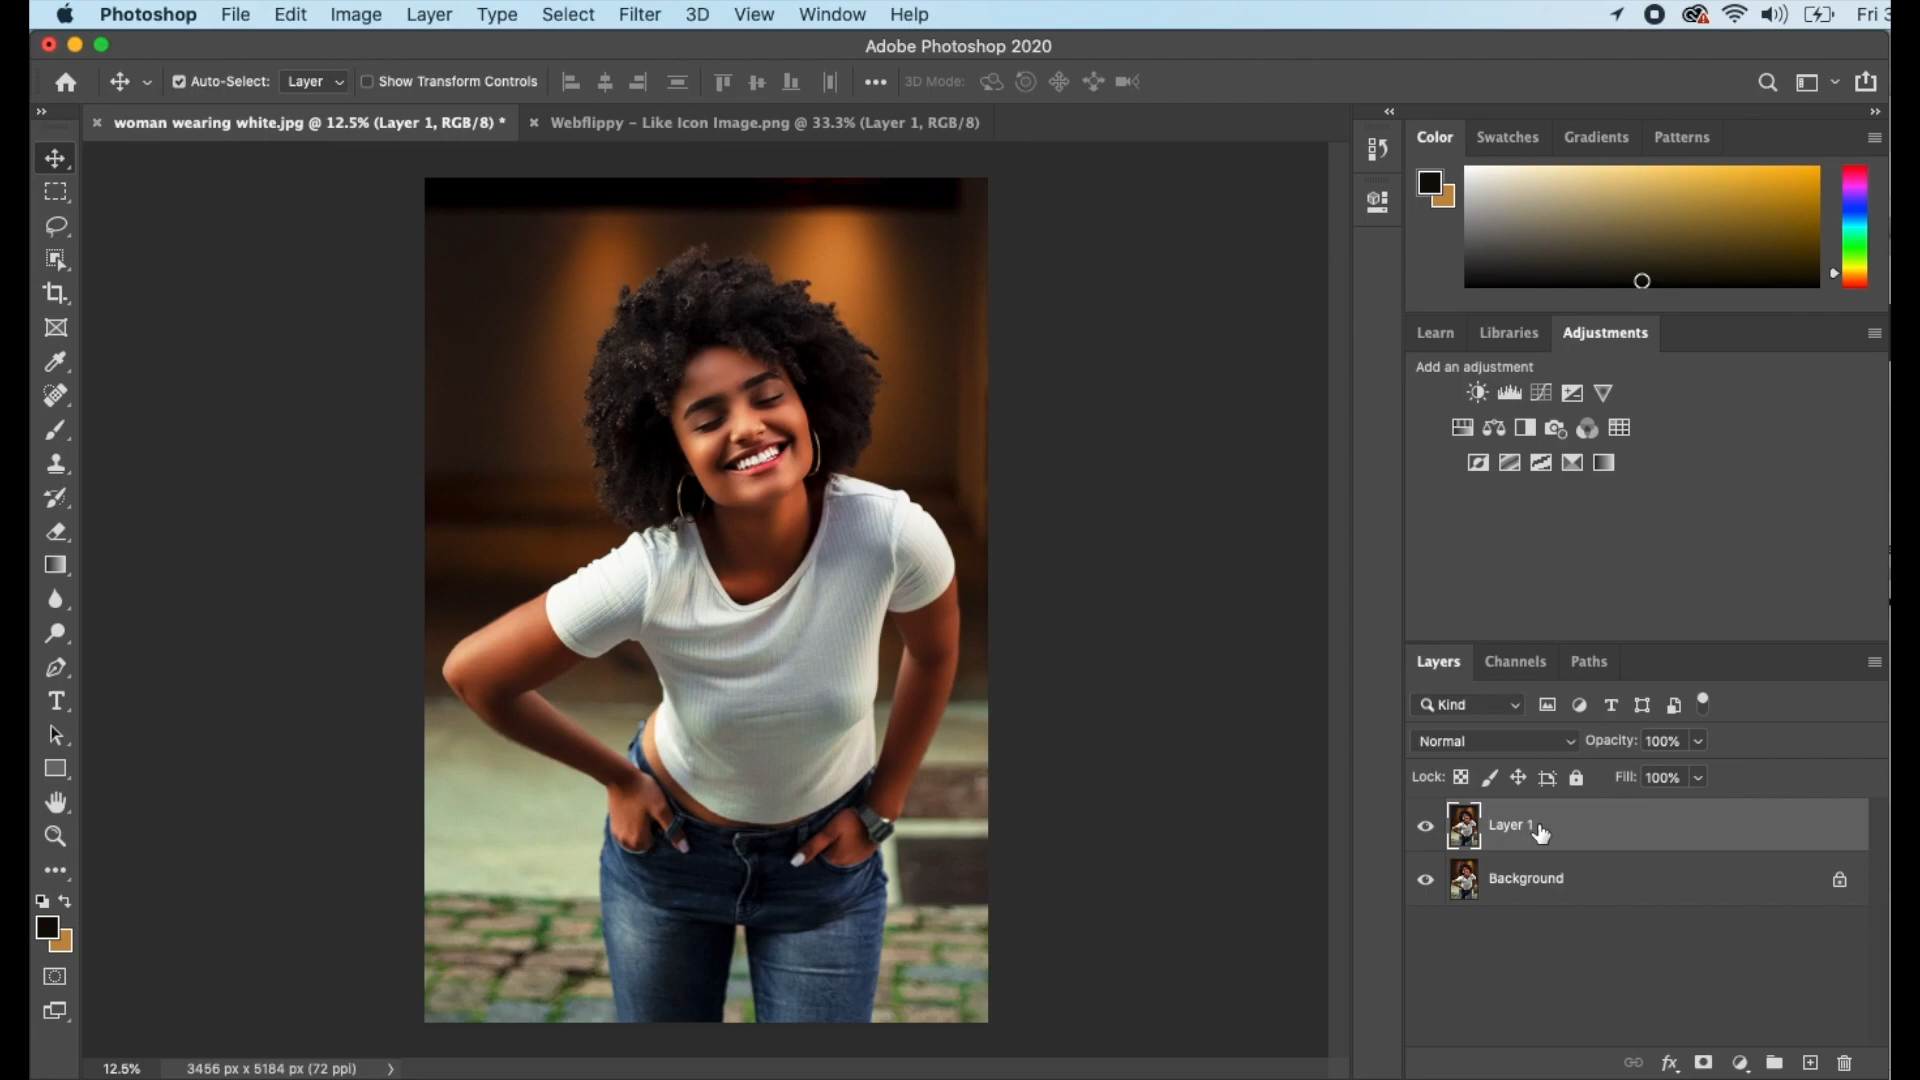 Photoshop File Edit Image Layer Type Select Filter 3D View Window Help Fri
Adobe Photoshop 2020
Auto-Select: Layer Show Transform Controls 3D Mode:
woman wearing white.jpg @ 12.5% (Layer 1, RGB/8) * Webflippy – Like Icon Image.png @ 33.3% (Layer 1, RGB/8)
Color Swatches Gradients Patterns
Learn Libraries Adjustments
Add an adjustment
Layers Channels Paths
Kind
Normal Opacity: 100%
Lock: Fill: 100%
Layer 1
Background
12.5% 3456 px x 5184 px (72 ppi)